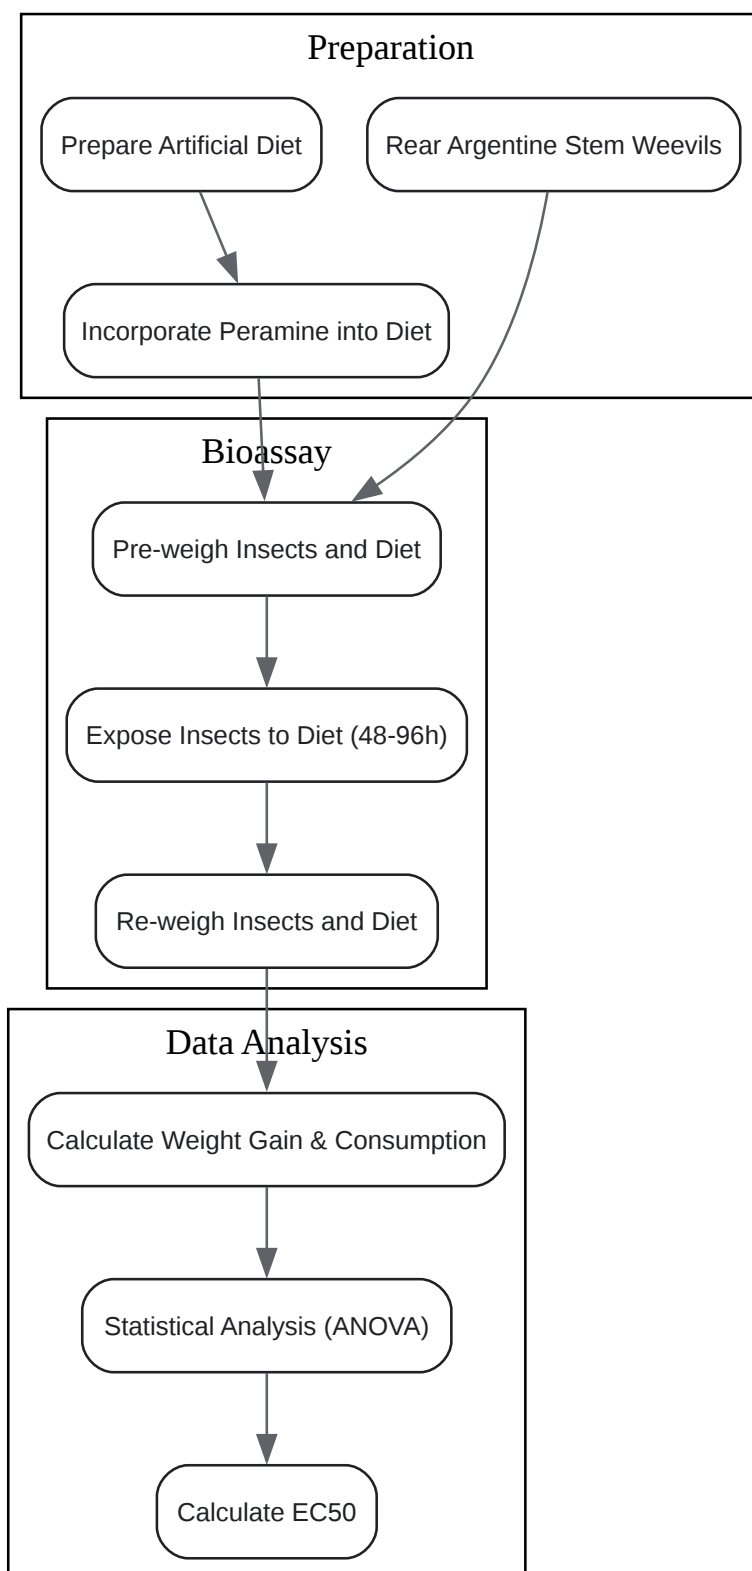 Preparation
Prepare Artificial Diet
Rear Argentine Stem Weevils
Incorporate Peramine into Diet
Bioassay
Pre-weigh Insects and Diet
Expose Insects to Diet (48-96h)
Re-weigh Insects and Diet
Data Analysis
Calculate Weight Gain & Consumption
Statistical Analysis (ANOVA)
Calculate EC50